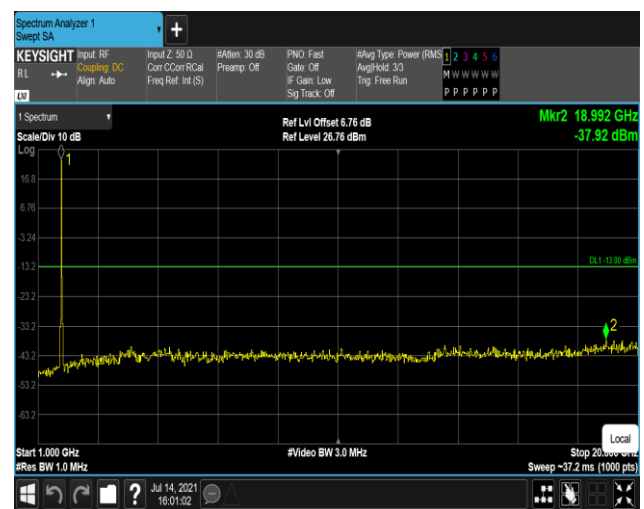 Spectrum Analyzer 1
Swept SA
+
KEYSIGHT Input: RF Input Z: 50 Ω #Atten: 30 dB PNO: Fast #Avg Type: Power (RMS 1 2 3 4 5 6
RL Coupling: DC Corr CCorr RCal Preamp: Off Gate: Off Avg|Hold: 3/3 M W W W W W
Align: Auto Freq Ref: Int (S) IF Gain: Low Trig: Free Run P P P P P P
LXI Sig Track: Off
1 Spectrum Ref Lvl Offset 6.76 dB Mkr2 18.992 GHz
Scale/Div 10 dB Ref Level 26.76 dBm -37.92 dBm
Log
1
16.8
6.76
-3.24
-13.2
DL1 -13.00 dBm
-23.2
-33.2
2
-43.2
-53.2
-63.2
Local
Start 1.000 GHz #Video BW 3.0 MHz Stop
#Res BW 1.0 MHz Sweep ~37.2 ms (1000 pts)
? Jul 14, 2021
16:01:02